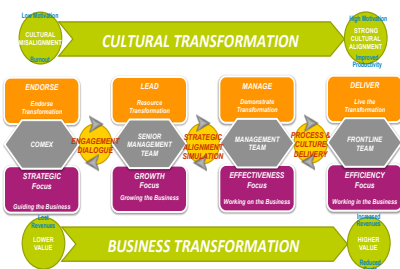 Low Motivation
CULTURAL
MISALIGNMENT
Burnout
CULTURAL TRANSFORMATION
High Motivation
STRONG
CULTURAL
ALIGNMENT
Improved
Productivity
ENDORSE
Endorse
Transformation
LEAD
Resource
Transformation
MANAGE
Demonstrate
Transformation
DELIVER
Live the
Transformation
COMEX
ENGAGEMENT
DIALOGUE
SENIOR
MANAGEMENT
TEAM
STRATEGIC
ALIGNMENT
SIMULATION
MANAGEMENT
TEAM
PROCESS &
CULTURE
DELIVERY
FRONTLINE
TEAM
STRATEGIC
Focus
Guiding the Business
GROWTH
Focus
Growing the Business
EFFECTIVENESS
Focus
Working on the Business
EFFICIENCY
Focus
Working in the Business
Lost
Revenues
LOWER
VALUE
BUSINESS TRANSFORMATION
Increased
Revenues
HIGHER
VALUE
Reduced